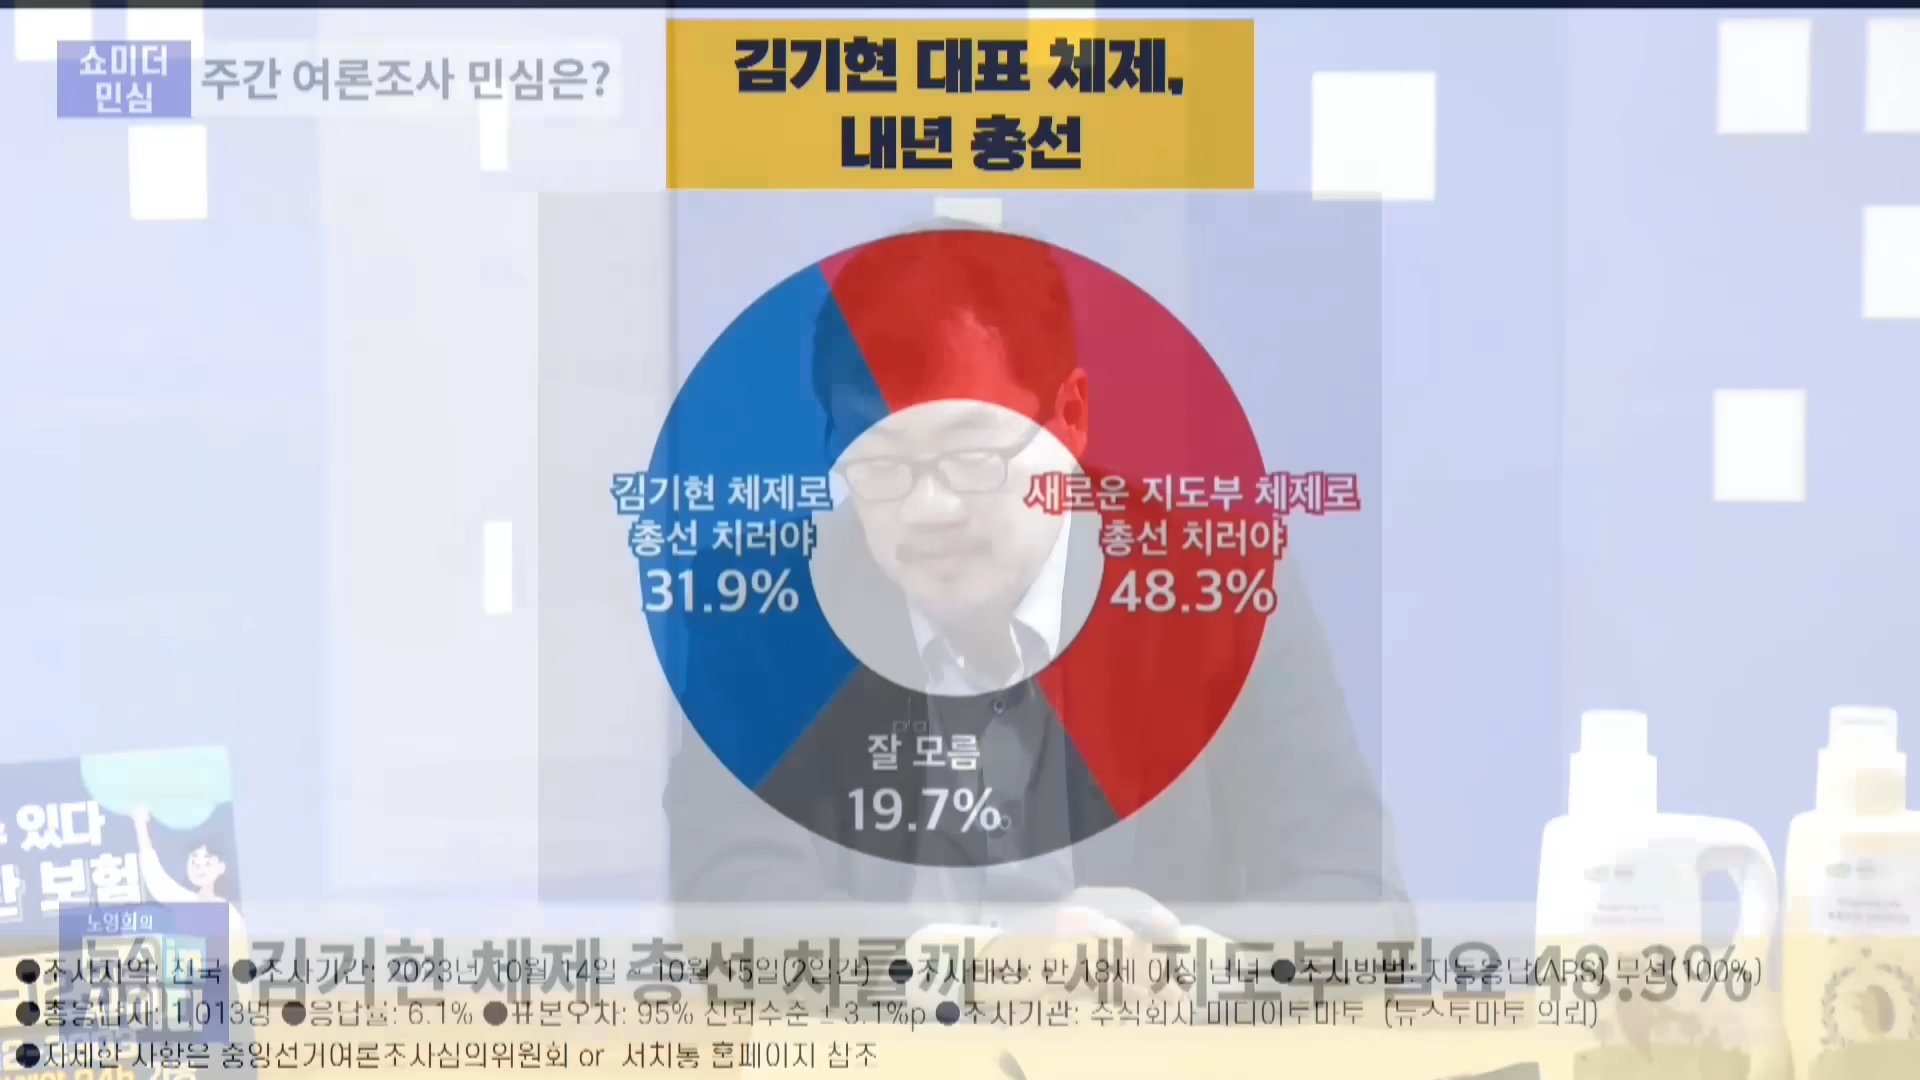 쇼미더
민심
주간 여론조사 민심은?
김기현 대표 체제,
내년 총선
김기현 체제로
총선 치러야
31.9%
새로운 지도부 체제로
총선 치러야
48.3%
잘 모름
19.7%
있다
보험
노영희의
김기현 체제 총선 치를까 새 지도부 필요 48.3%
●조사지역: 전국 ●조사기간: 2023년 10월 14일 ~ 10월 15일(2일간) ●조사대상: 만 18세 이상 남녀 ●조사방법: 자동응답(ARS) 무선(100%)
●총응답자: 1,013명 ●응답률: 6.1% ●표본오차: 95% 신뢰수준 ± 3.1%p ●조사기관: 주식회사 미디어토마토 (뉴스토마토 의뢰)
●자세한 사항은 중앙선거여론조사심의위원회 or 서치통 홈페이지 참조